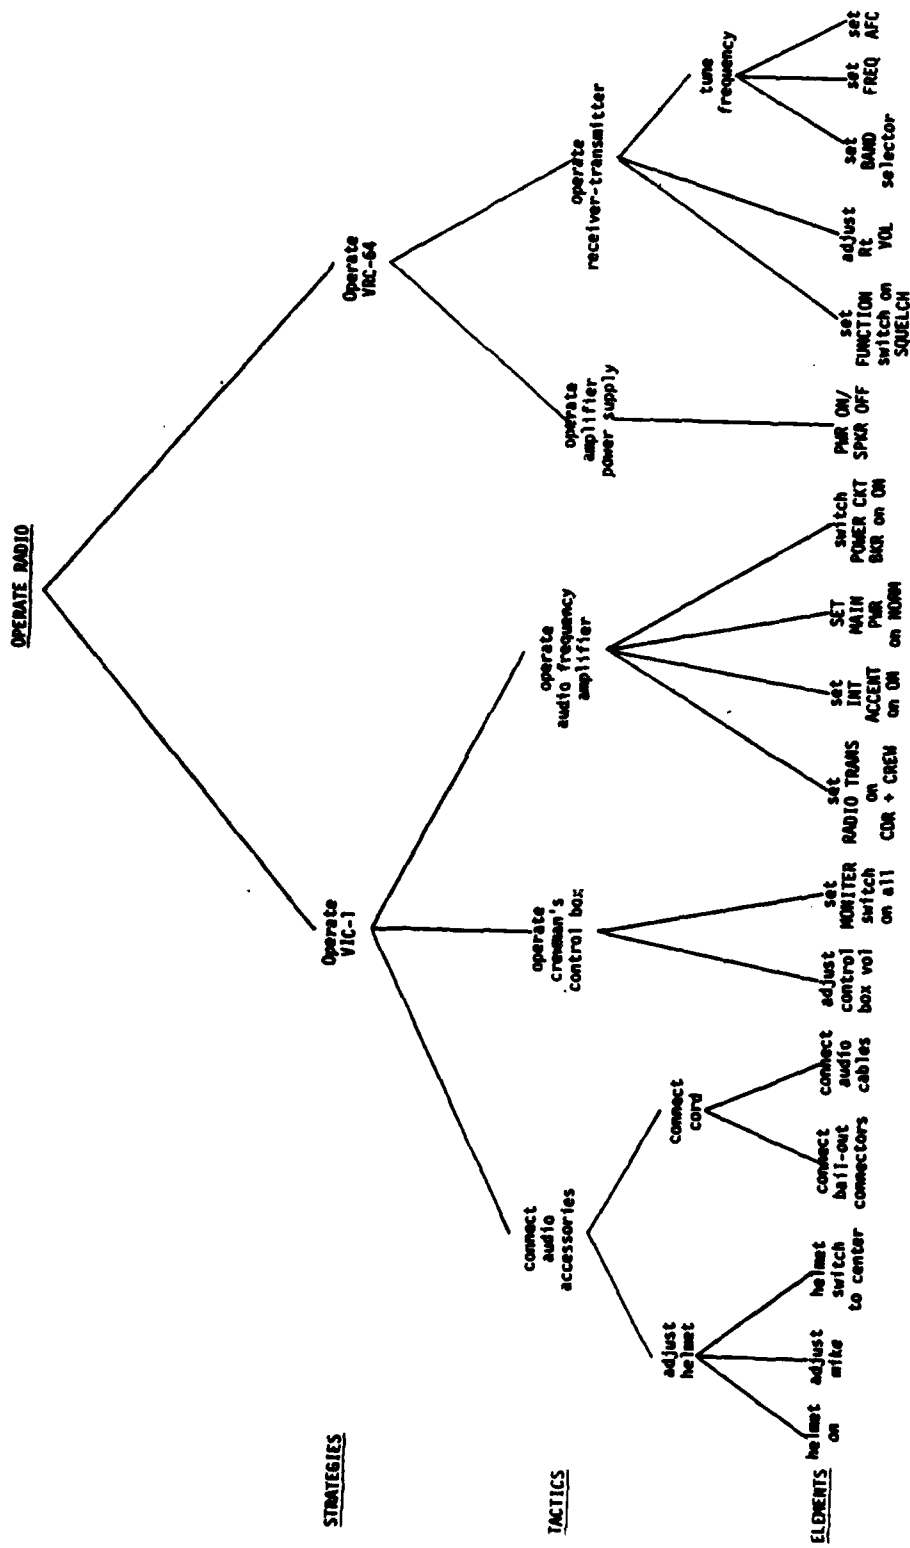 OPERATE RADIO
STRATEGIES
Operate
VIC-1
Operate
VRC-64
TACTICS
connect
audio
accessories
operate
crewman's
control box
operate
audio frequency
amplifier
operate
amplifier
power supply
operate
receiver-transmitter
adjust
helmet
connect
cord
tune
frequency
ELEMENTS
helmet
on
adjust
mike
helmet
switch
to center
connect
bail-out
connectors
connect
audio
cables
adjust
control
box vol
set
MONITER
switch
on all
set
RADIO TRANS
on
CDR + CREW
set
INT
ACCENT
on ON
SET
MAIN
PWR
on NORM
switch
POWER CKT
BKR on ON
PWR ON/
SPKR OFF
set
FUNCTION
switch on
SQUELCH
adjust
Rt
VOL
set
BAND
selector
set
FREQ
set
AFC